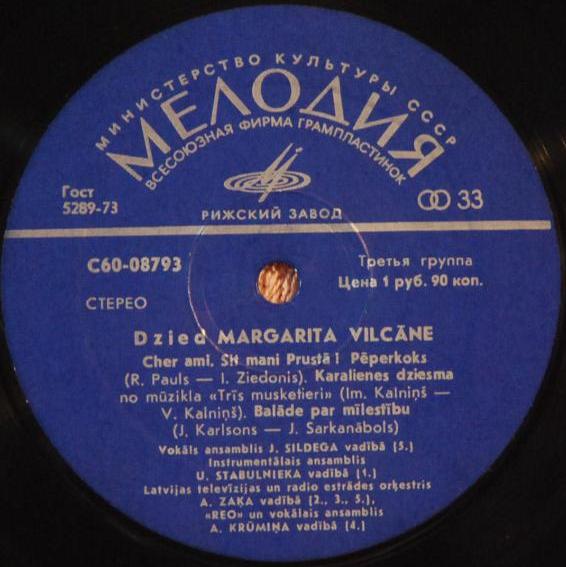 МИНИСТЕРСТВО КУЛЬТУРЫ СССР
МЕЛОДИЯ
ВСЕСОЮЗНАЯ ФИРМА ГРАМПЛАСТИНОК
Гост
5289-73
33
РИЖСКИЙ ЗАВОД
С60-08793
Третья группа
Цена 1 руб. 90 коп.
СТЕРЕО
Dzied MARGARITA VILCĀNE
Cher ami. Sit mani Prustā! Pēperkoks
(R. Pauls — I. Ziedonis). Karalienes dziesma
no mūzikla «Trīs musketieri» (Im. Kalniņš —
V. Kalniņš). Balāde par mīlestību
(J. Karlsons — J. Sarkanābols)
Vokāls ansamblis J. SILDEGA vadībā (5.)
Instrumentālais ansamblis
U. STABULNIEKA vadībā (1.)
Latvijas televīzijas un radio estrādes orķestris
A. ZAĶA vadībā (2., 3., 5.),
«REO» un vokālais ansamblis
A. KRŪMIŅA vadībā (4.)